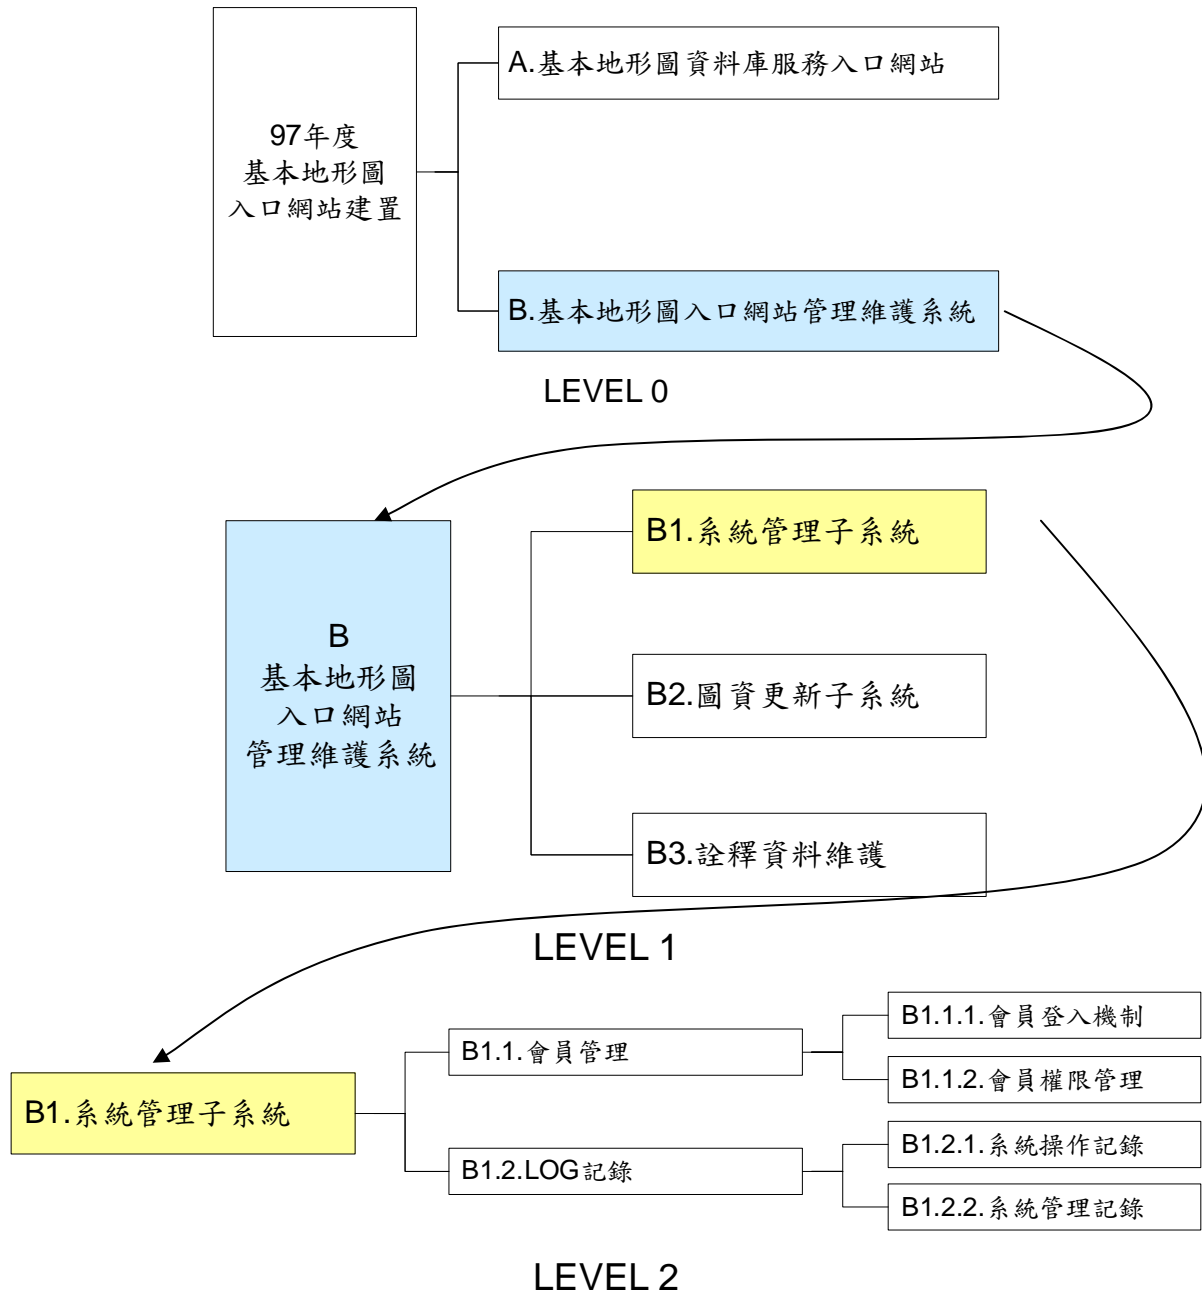 97年度
基本地形圖
入口網站建置
A.基本地形圖資料庫服務入口網站
B.基本地形圖入口網站管理維護系統
LEVEL 0
B
基本地形圖
入口網站
管理維護系統
B1.系統管理子系統
B2.圖資更新子系統
B3.詮釋資料維護
LEVEL 1
B1.系統管理子系統
B1.1.會員管理
B1.2.LOG記錄
B1.1.1.會員登入機制
B1.1.2.會員權限管理
B1.2.1.系統操作記錄
B1.2.2.系統管理記錄
LEVEL 2